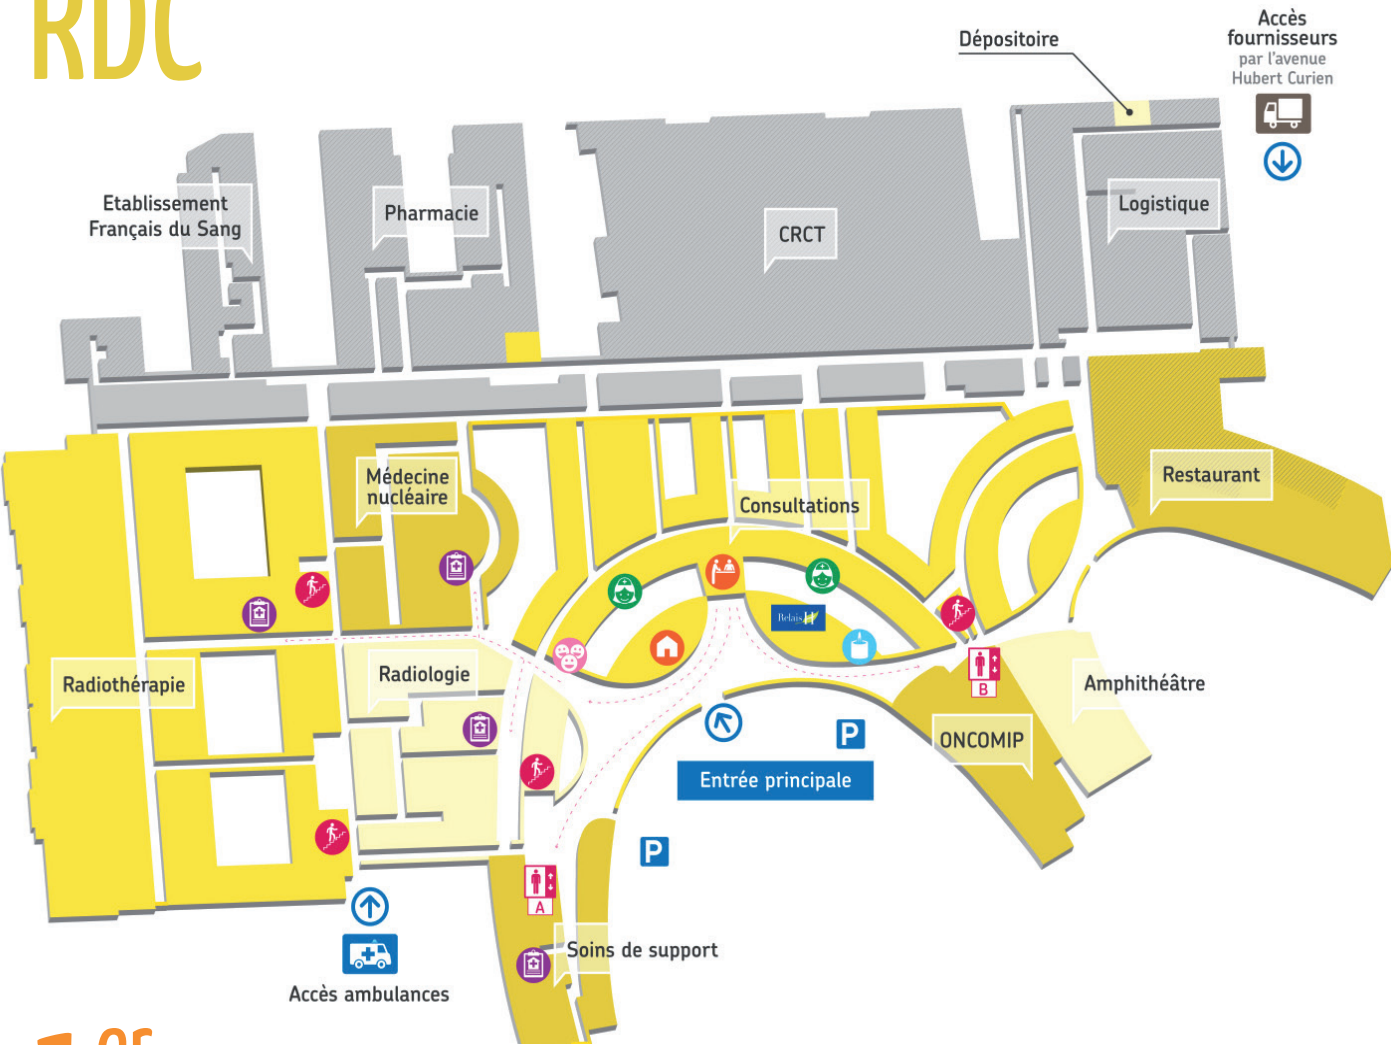 RDC
Dépositoire
Accès
fournisseurs
par l'avenue
Hubert Curien
Etablissement
Français du Sang
Pharmacie
CRCT
Logistique
Médecine
nucléaire
Consultations
Restaurant
Relais H
Radiothérapie
Radiologie
B
Amphithéâtre
P
ONCOMIP
Entrée principale
P
A
Soins de support
Accès ambulances
1er